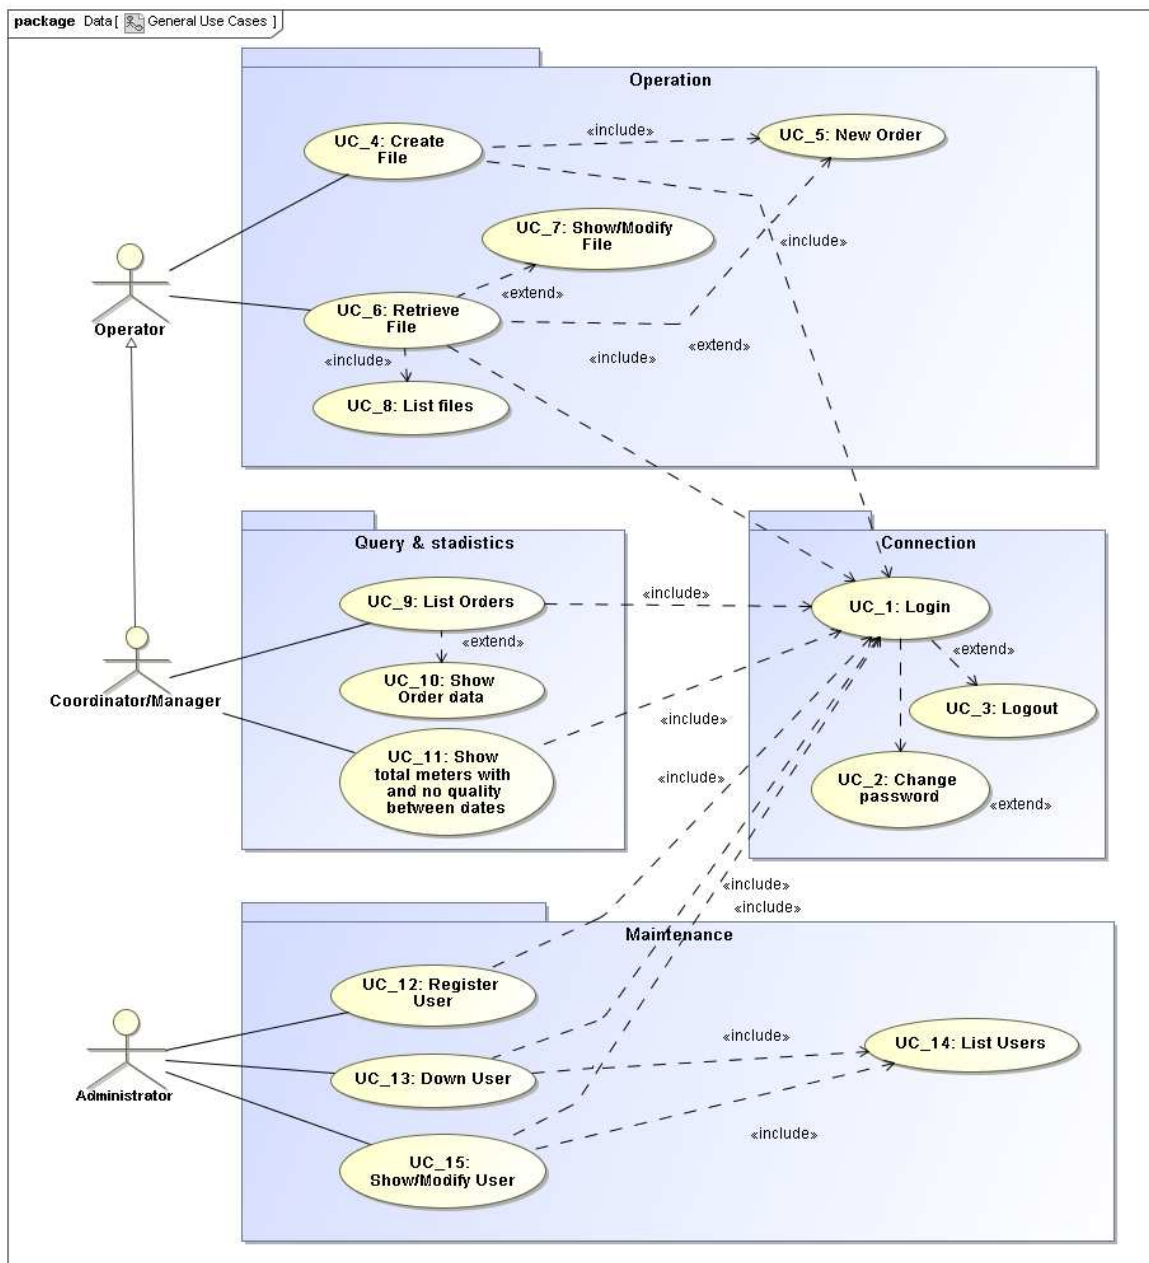 package Data [ General Use Cases ]
Operation
UC_4: Create
File
«include»
UC_5: New Order
UC_7: Show/Modify
File
«include»
«extend»
UC_6: Retrieve
File
«include»
«include»
«extend»
UC_8: List files
Operator
Query & stadistics
Connection
UC_9: List Orders
«include»
UC_1: Login
«extend»
«extend»
UC_10: Show
Order data
Coordinator/Manager
UC_3: Logout
«include»
UC_11: Show
total meters with
and no quality
between dates
«include»
UC_2: Change
password
«extend»
«include»
«include»
Maintenance
UC_12: Register
User
«include»
UC_14: List Users
UC_13: Down User
Administrator
«include»
UC_15:
Show/Modify User